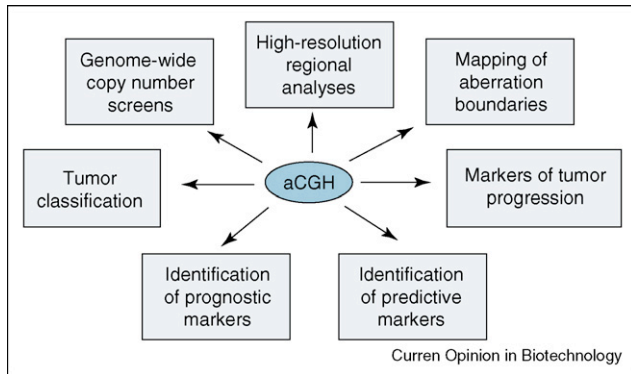 Genome-wide
copy number
screens
High-resolution
regional
analyses
Mapping of
aberration
boundaries
Tumor
classification
aCGH
Markers of tumor
progression
Identification
of prognostic
markers
Identification
of predictive
markers
Curren Opinion in Biotechnology